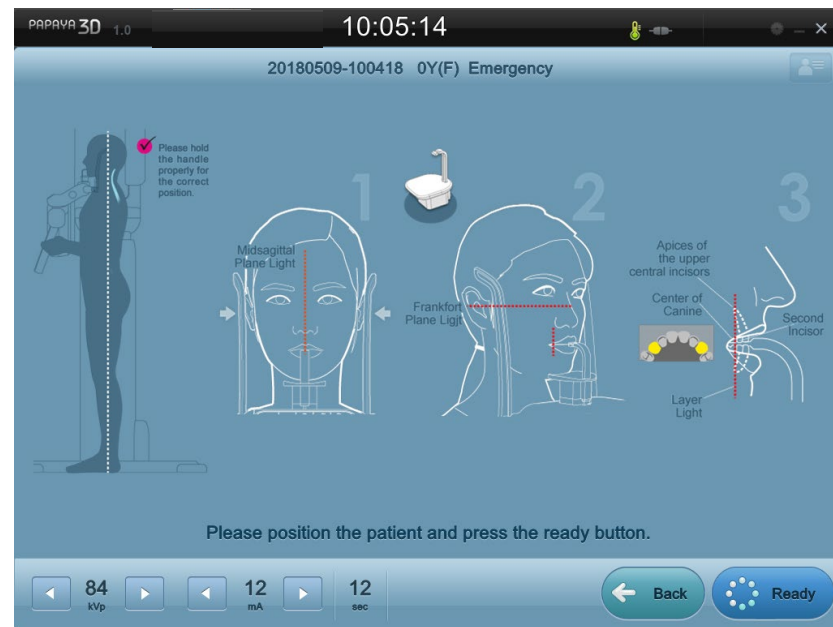 PAPAYA 3D 1.0
10:05:14
20180509-100418 0Y(F) Emergency
Please hold
the handle
properly for
the correct
position.
1
Midsagittal
Plane Light
2
Frankfort
Plane Ligjt
3
Apices of
the upper
central incisors
Center of
Canine
Second
Incisor
Layer
Light
Please position the patient and press the ready button.
84
kVp
12
mA
12
sec
Back
Ready